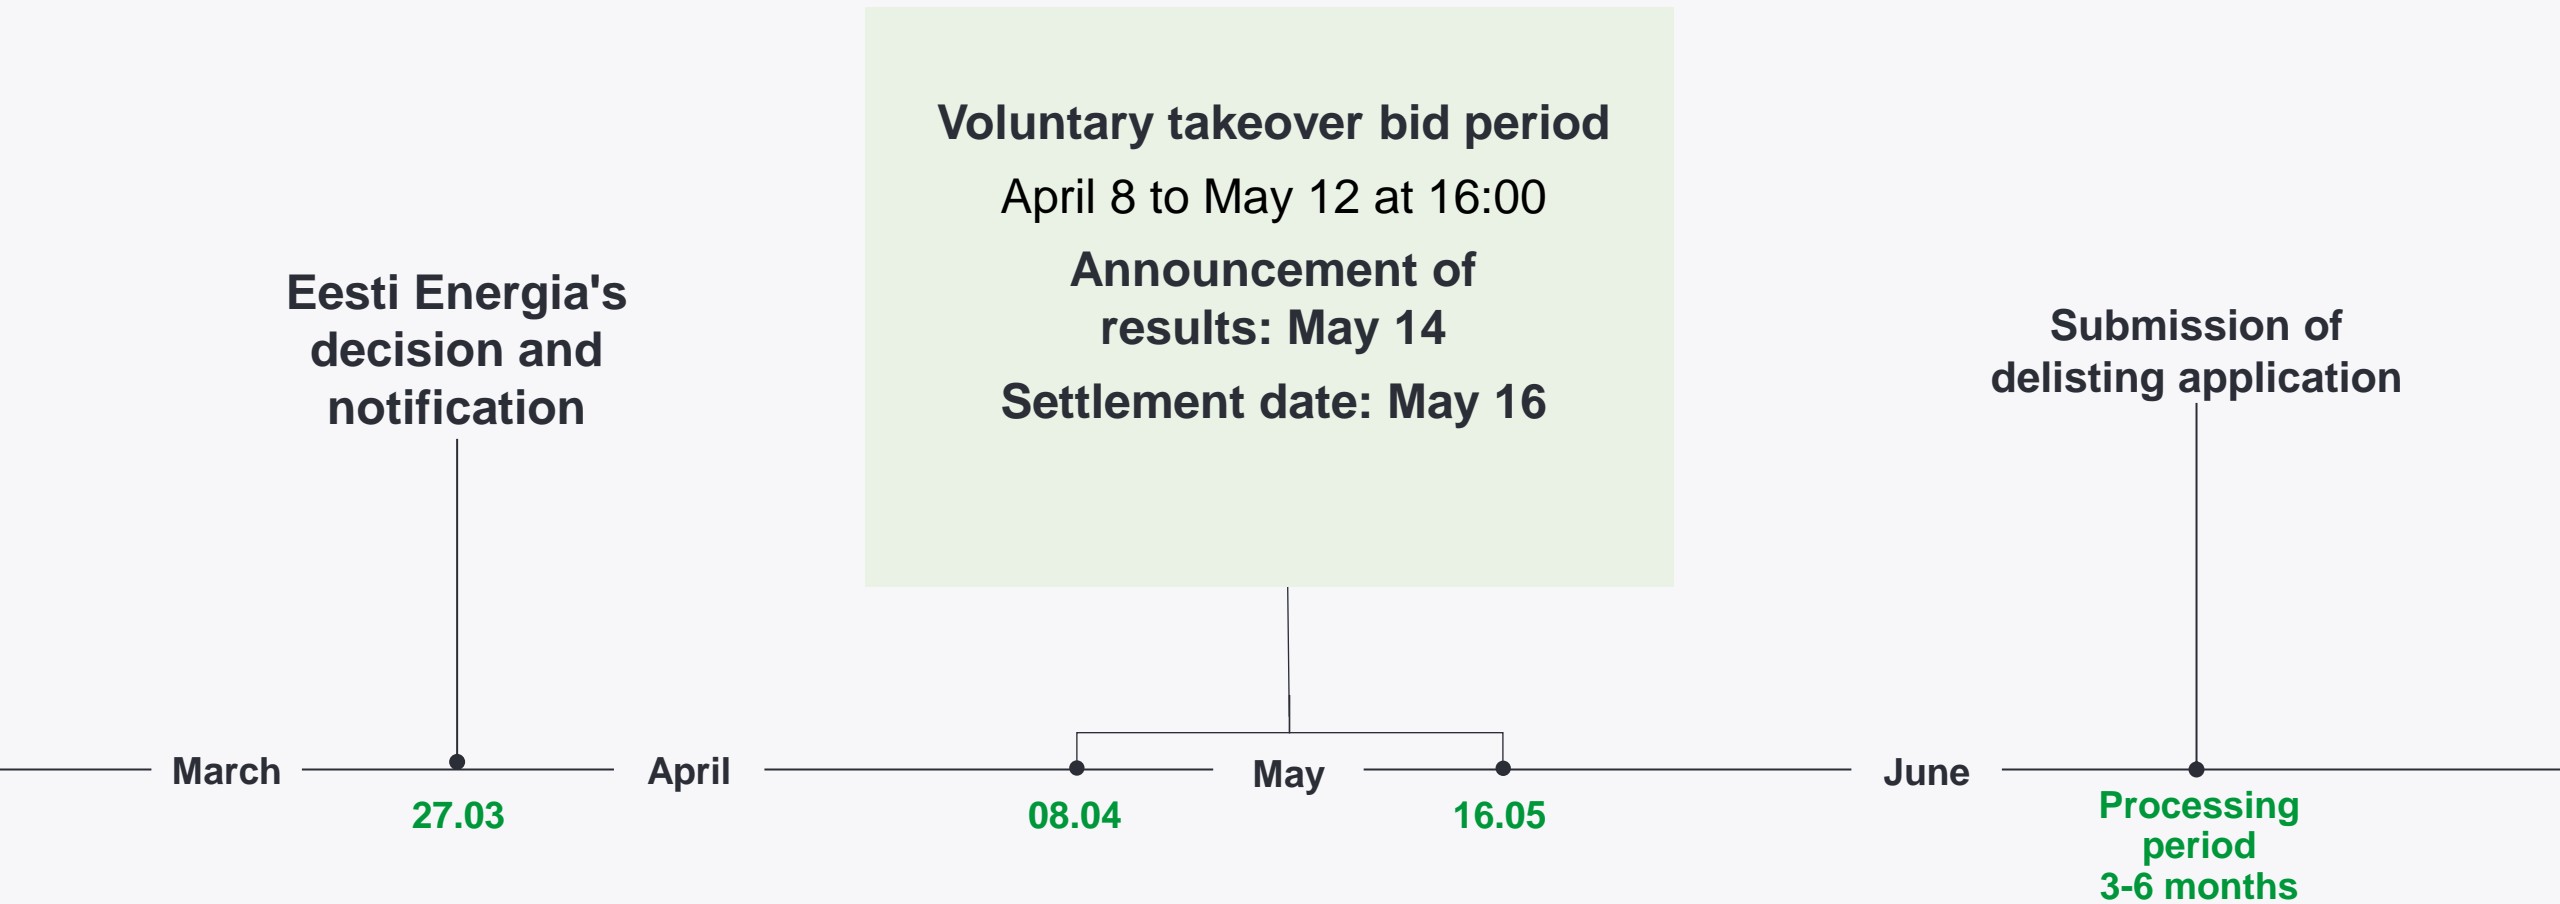 Voluntary takeover bid period
April 8 to May 12 at 16:00
Announcement of
results: May 14
Settlement date: May 16
Eesti Energia's
decision and
notification
Submission of
delisting application
March
April
May
June
27.03
08.04
16.05
Processing
period
3-6 months